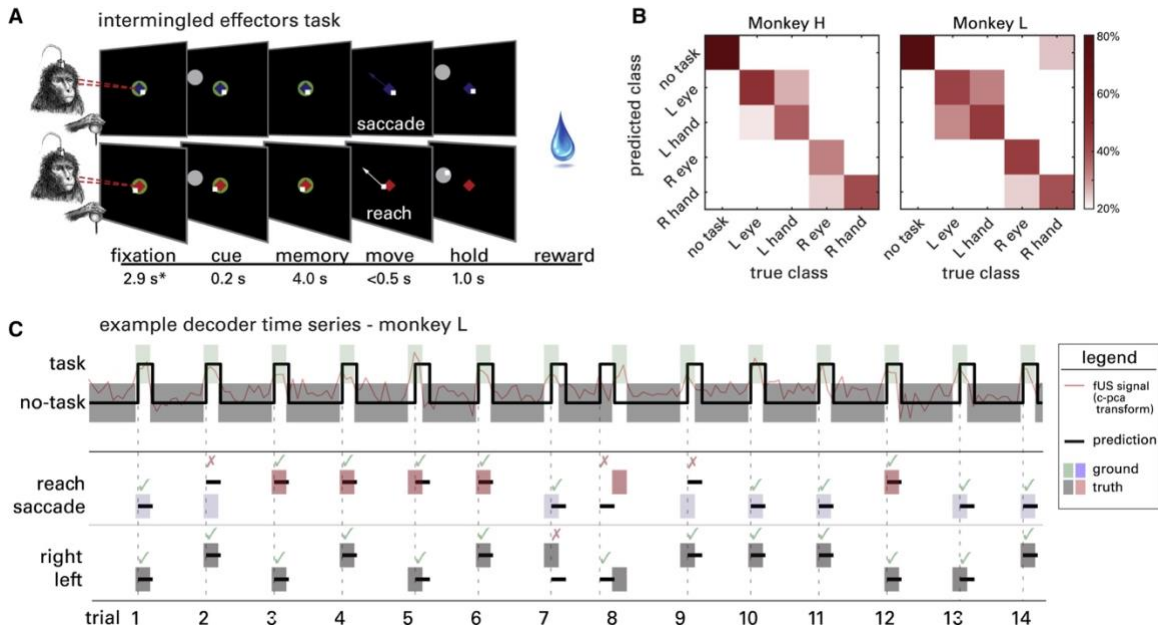 A
intermingled effectors task
saccade
reach
fixation cue memory move hold reward
2.9 s* 0.2 s 4.0 s <0.5 s 1.0 s
B
Monkey H Monkey L
predicted class
no task
L eye
L hand
R eye
R hand
no task L eye L hand R eye R hand
no task L eye L hand R eye R hand
true class true class
80%
60%
40%
20%
C
example decoder time series - monkey L
task
no-task
reach
saccade
right
left
trial 1 2 3 4 5 6 7 8 9 10 11 12 13 14
legend
fUS signal
(c-pca
transform)
prediction
ground
truth